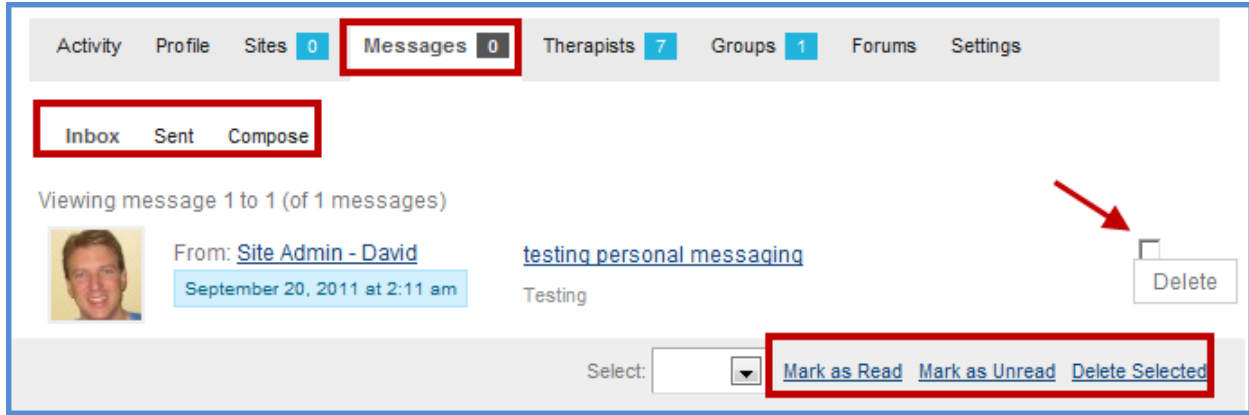 Activity Profile Sites 0 Messages 0 Therapists 7 Groups 1 Forums Settings
Inbox Sent Compose
Viewing message 1 to 1 (of 1 messages)
From: Site Admin - David testing personal messaging
September 20, 2011 at 2:11 am Testing
Delete
Select: Mark as Read Mark as Unread Delete Selected